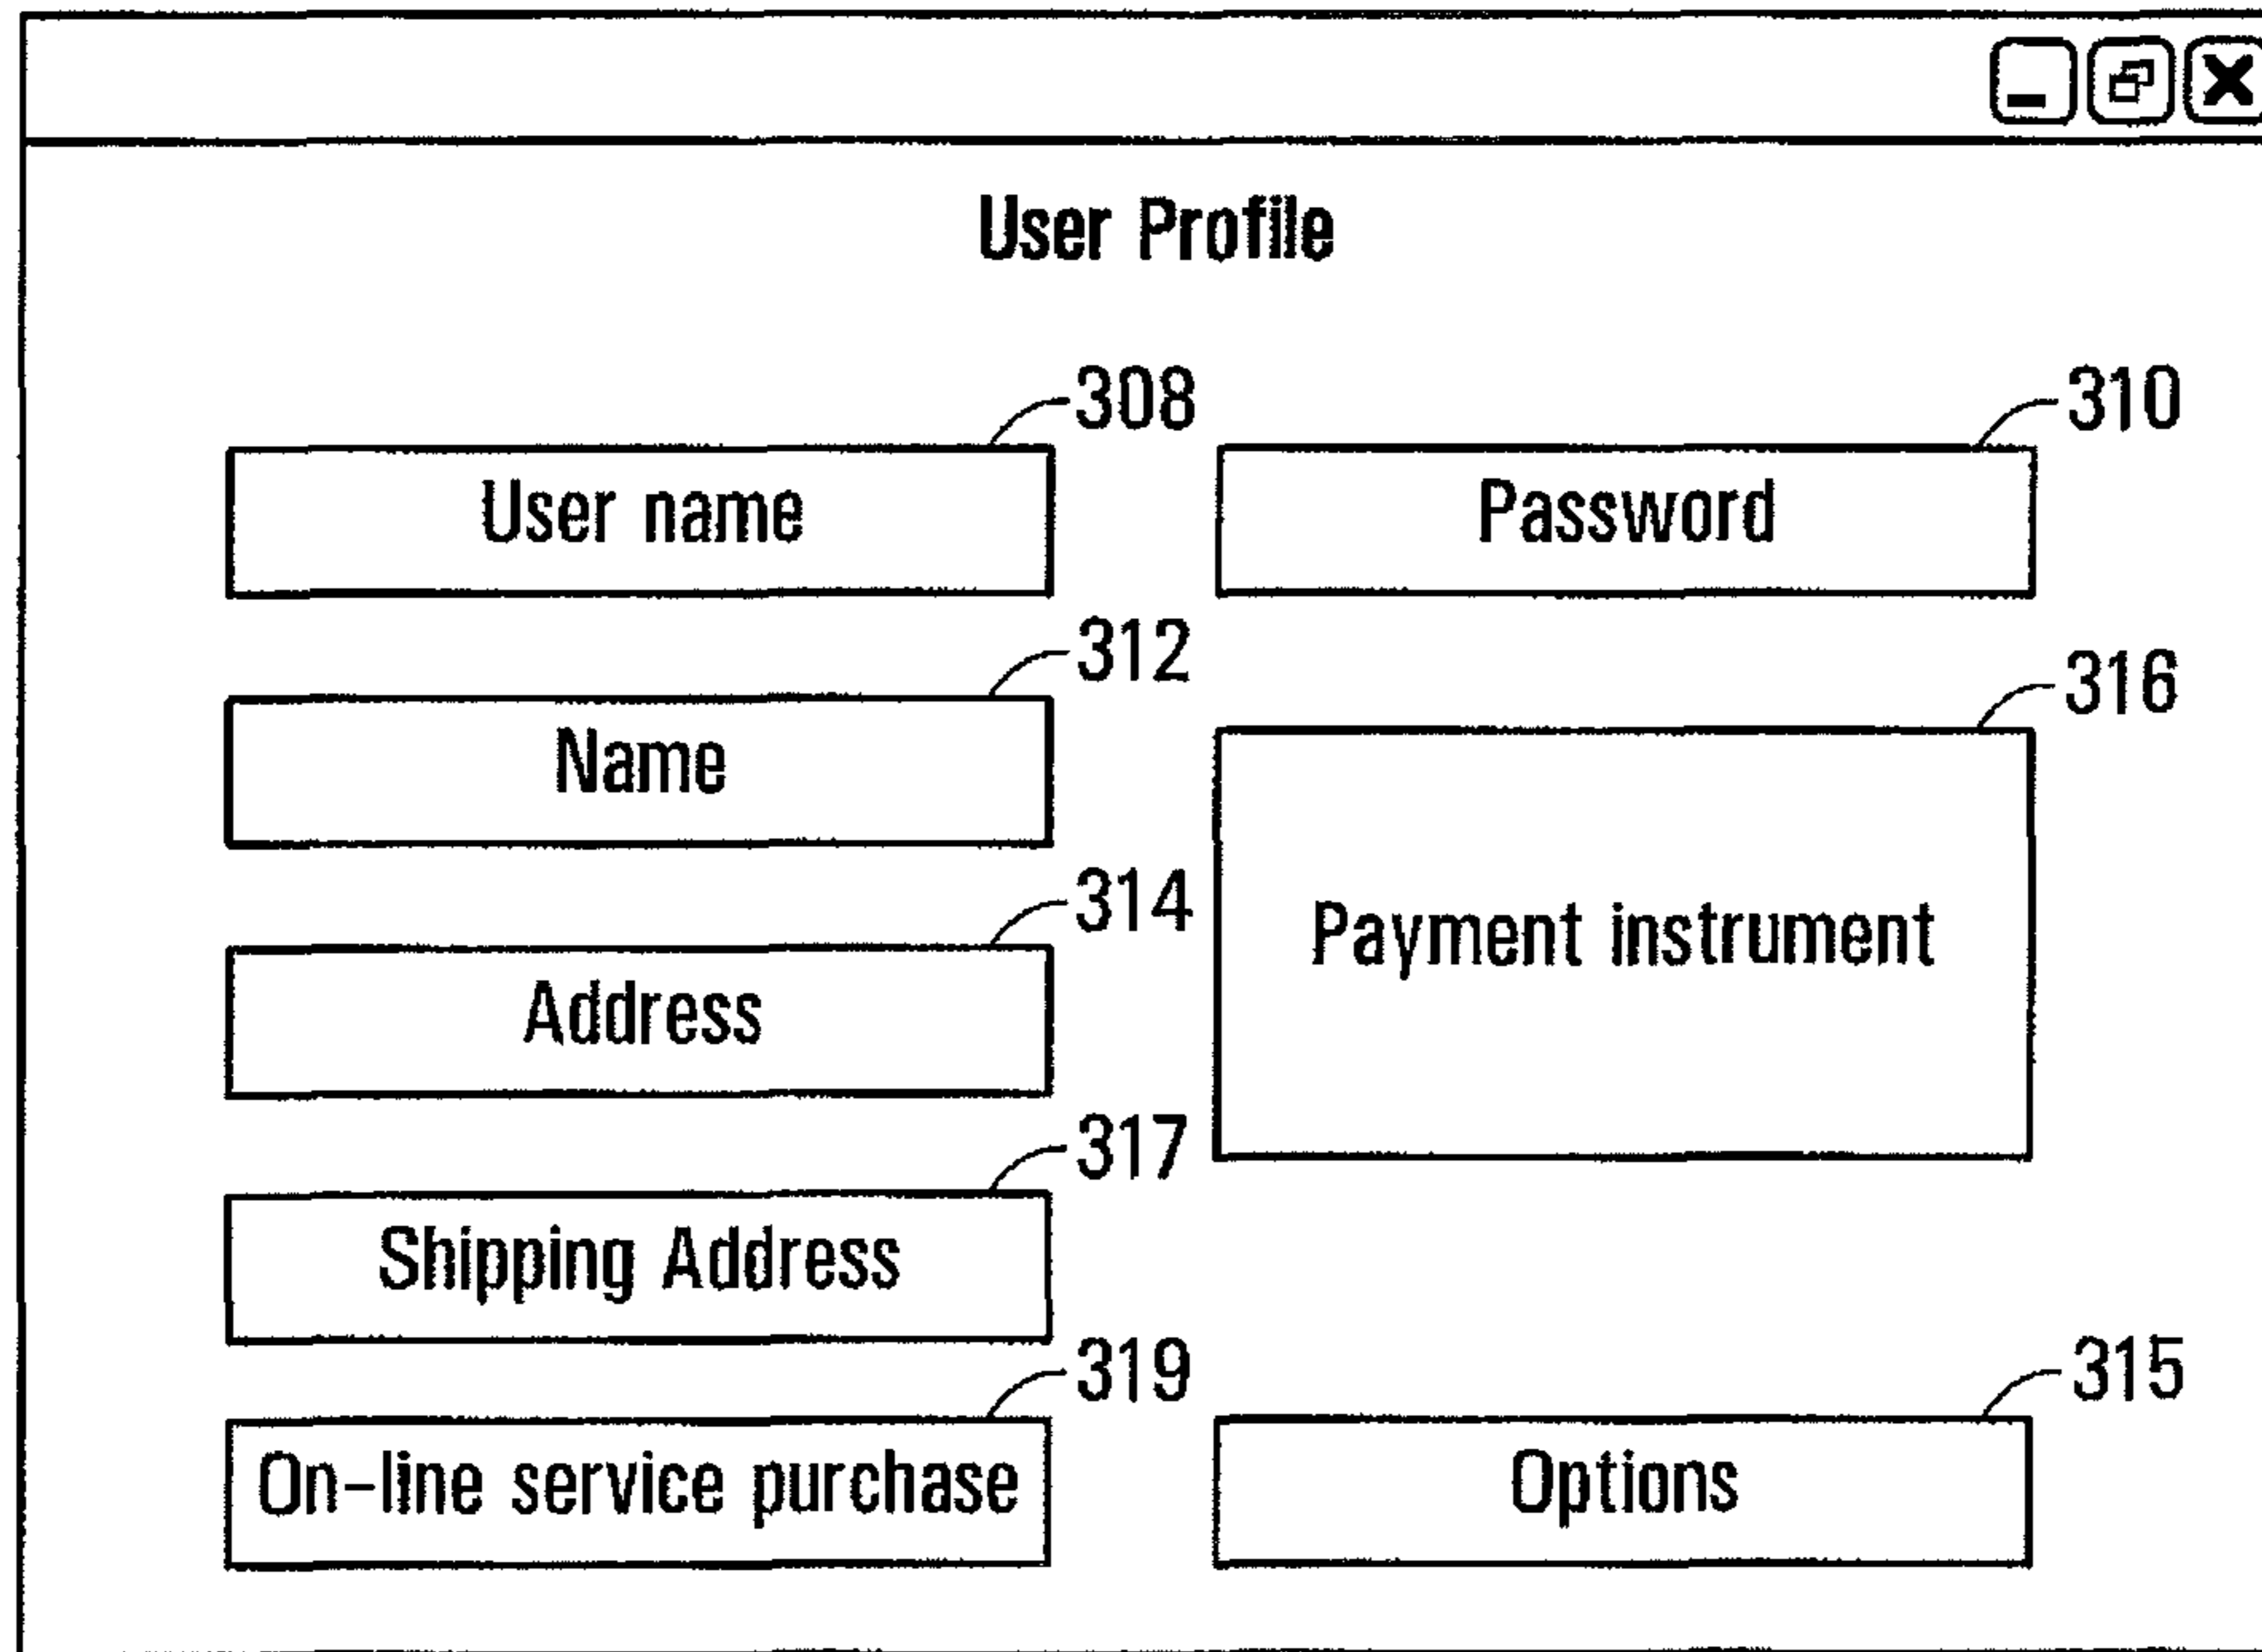 User Profile
308
310
User name
Password
312
316
Name
314
Payment instrument
Address
317
Shipping Address
319
315
On-line service purchase
Options